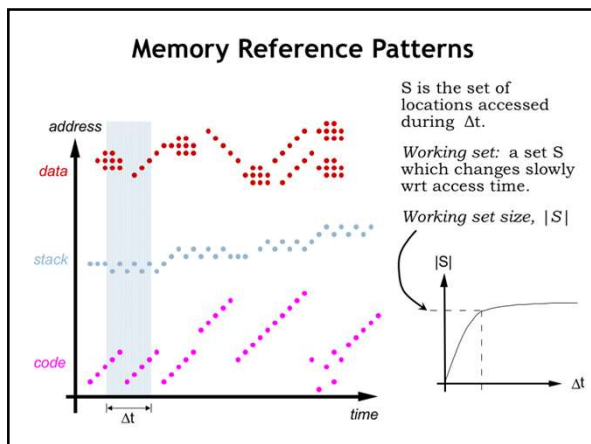 Memory Reference Patterns
address
data
stack
code
Δt
time
S is the set of
locations accessed
during Δt.
Working set: a set S
which changes slowly
wrt access time.
Working set size, |S|
|S|
Δt